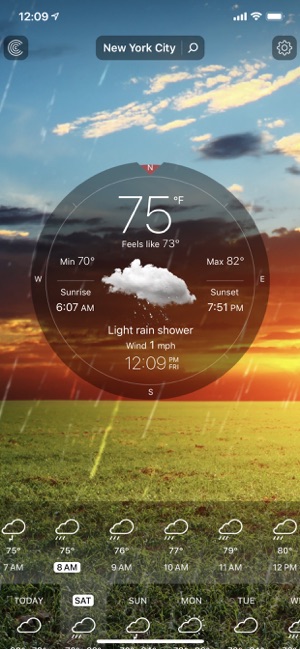 12:09
New York City
N
75°F
Feels like 73°
Min 70° Max 82°
W E
Sunrise Sunset
6:07 AM 7:51 PM
Light rain shower
Wind 1 mph
12:09 PM FRI
S
75° 75° 76° 77° 79° 80°
7 AM 8 AM 9 AM 10 AM 11 AM 12 PM
TODAY SAT SUN MON TUE